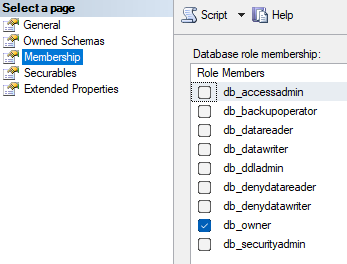 Select a page
General
Owned Schemas
Membership
Securables
Extended Properties
Script
Help
Database role membership:
Role Members
db_accessadmin
db_backupoperator
db_datareader
db_datawriter
db_ddladmin
db_denydatareader
db_denydatawriter
db_owner
db_securityadmin